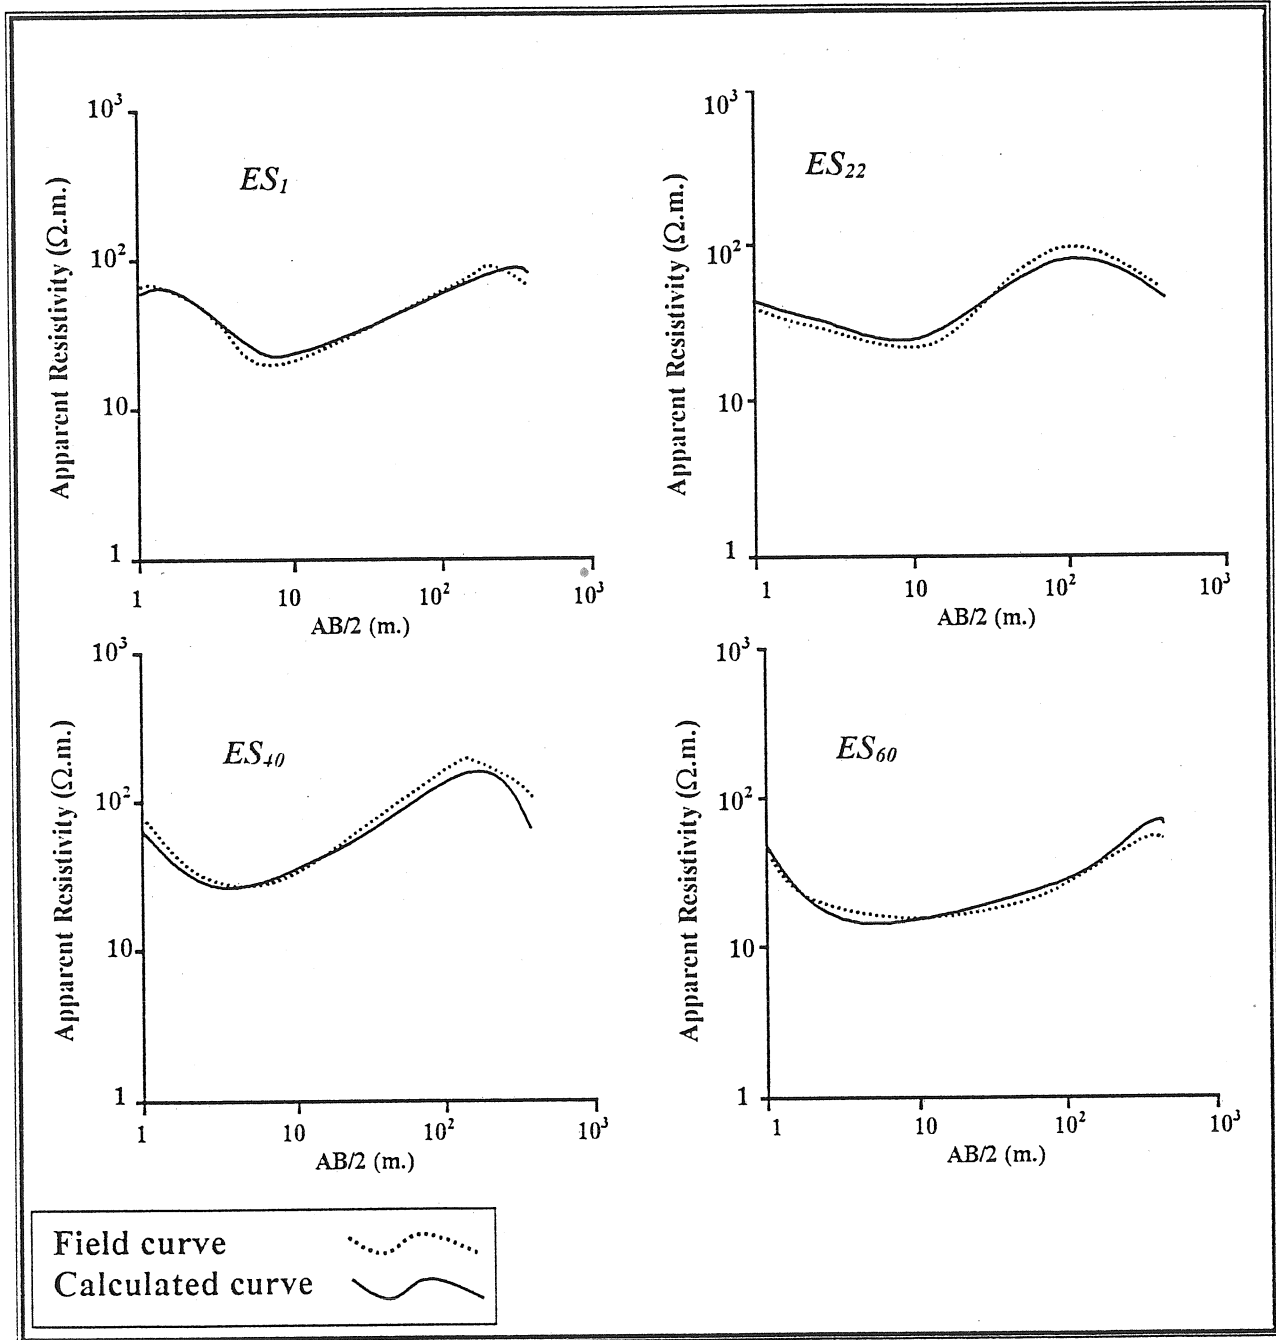 ES₁
Apparent Resistivity (Ω.m.)
10³
10²
10
1
1 10 10² 10³
AB/2 (m.)
ES₂₂
Apparent Resistivity (Ω.m.)
10³
10²
10
1
1 10 10² 10³
AB/2 (m.)
ES₄₀
Apparent Resistivity (Ω.m.)
10³
10²
10
1
1 10 10² 10³
AB/2 (m.)
ES₆₀
Apparent Resistivity (Ω.m.)
10³
10²
10
1
1 10 10² 10³
AB/2 (m.)
Field curve
Calculated curve